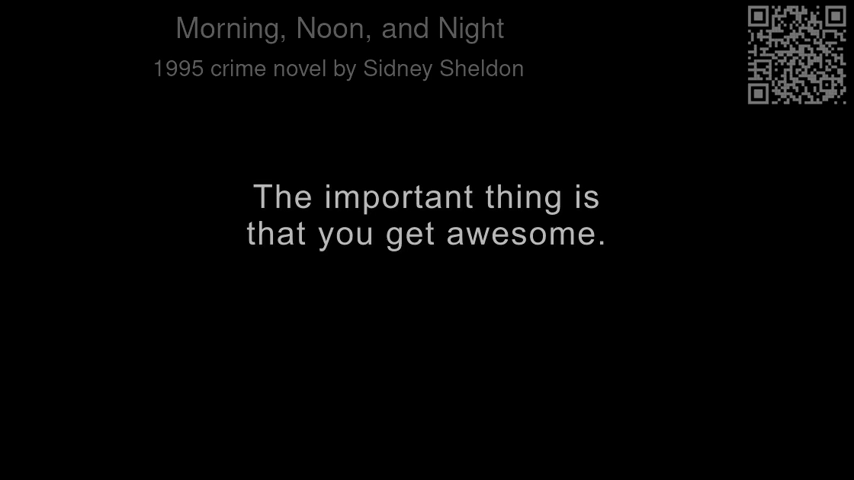 Morning, Noon, and Night
1995 crime novel by Sidney Sheldon
The important thing is
that you get awesome.